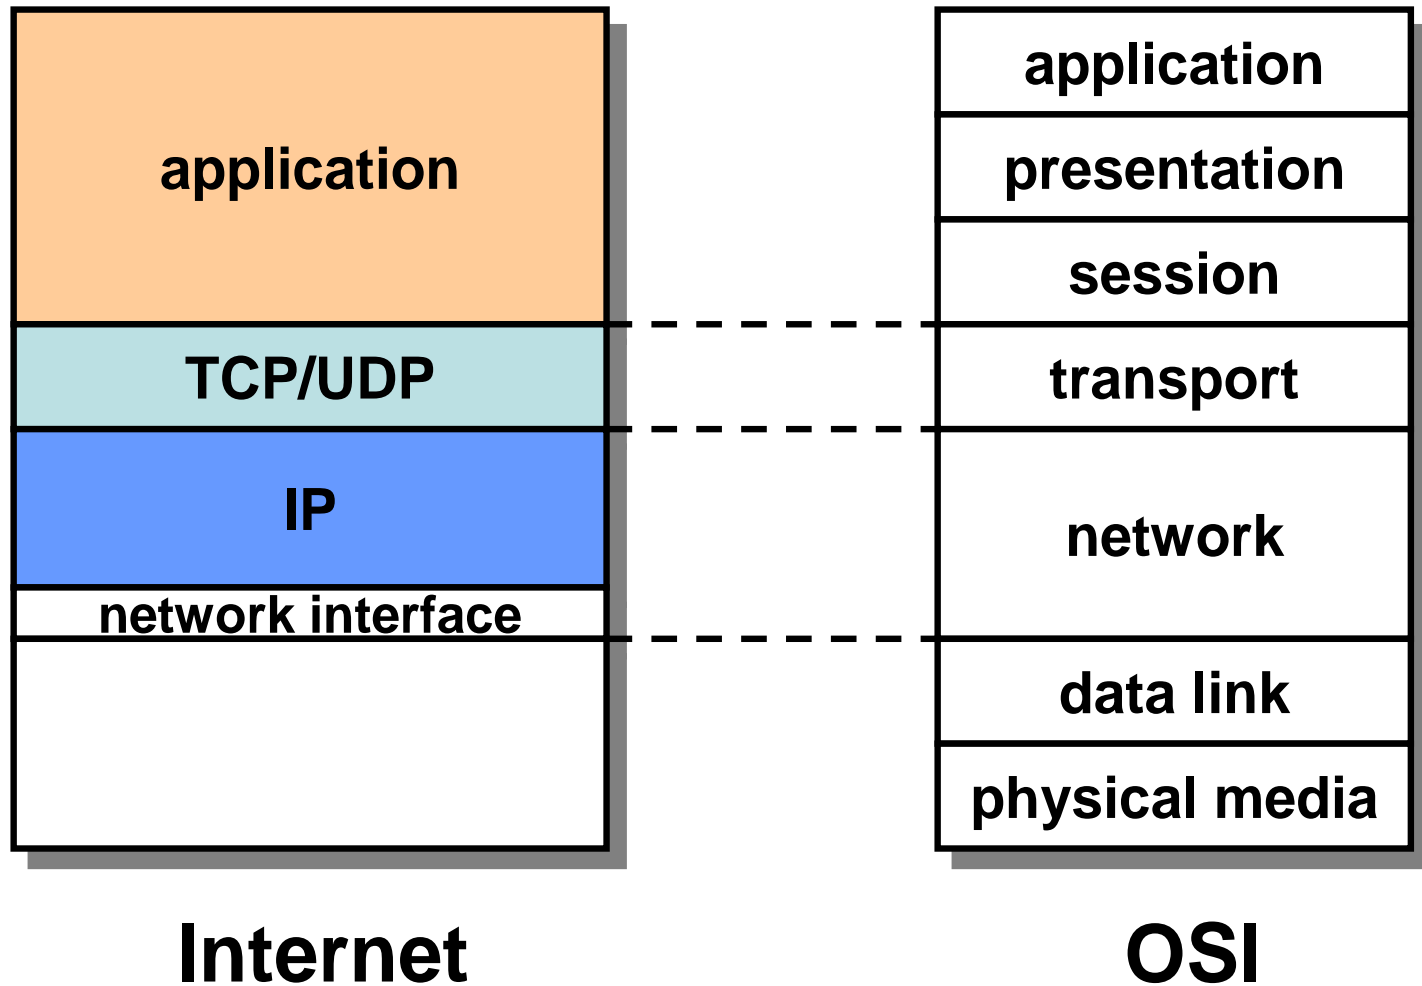 application
TCP/UDP
IP
network interface
Internet
application
presentation
session
transport
network
data link
physical media
OSI